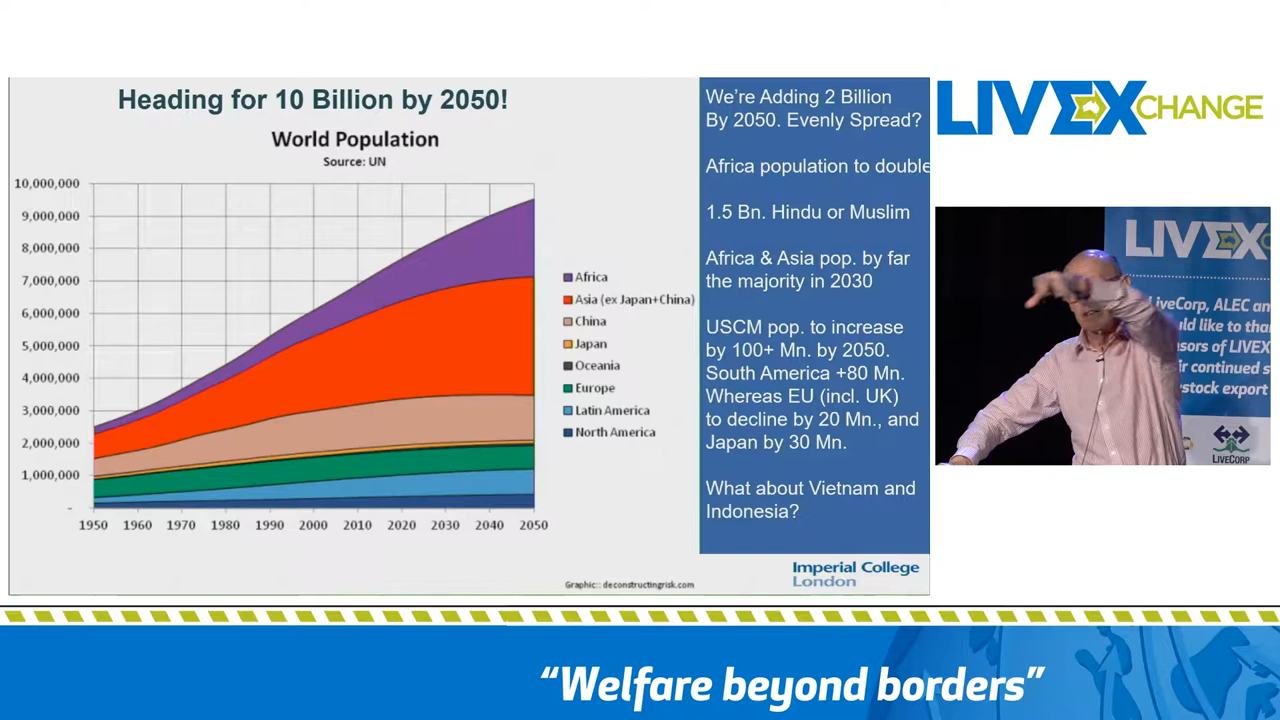 Heading for 10 Billion by 2050!
World Population
Source: UN
10,000,000
9,000,000
8,000,000
7,000,000
6,000,000
5,000,000
4,000,000
3,000,000
2,000,000
1,000,000
-
1950 1960 1970 1980 1990 2000 2010 2020 2030 2040 2050
Africa
Asia (ex Japan+China)
China
Japan
Oceania
Europe
Latin America
North America
Graphic:: deconstructingrisk.com
We're Adding 2 Billion
By 2050. Evenly Spread?
Africa population to double
1.5 Bn. Hindu or Muslim
Africa & Asia pop. by far
the majority in 2030
USCM pop. to increase
by 100+ Mn. by 2050.
South America +80 Mn.
Whereas EU (incl. UK)
to decline by 20 Mn., and
Japan by 30 Mn.
What about Vietnam and
Indonesia?
Imperial College
London
LIVEXCHANGE
LIVEX
LiveCorp, ALEC an
uld like to tha
sors of LIVEX
ir continued s
stock export
LIVECORP
“Welfare beyond borders”